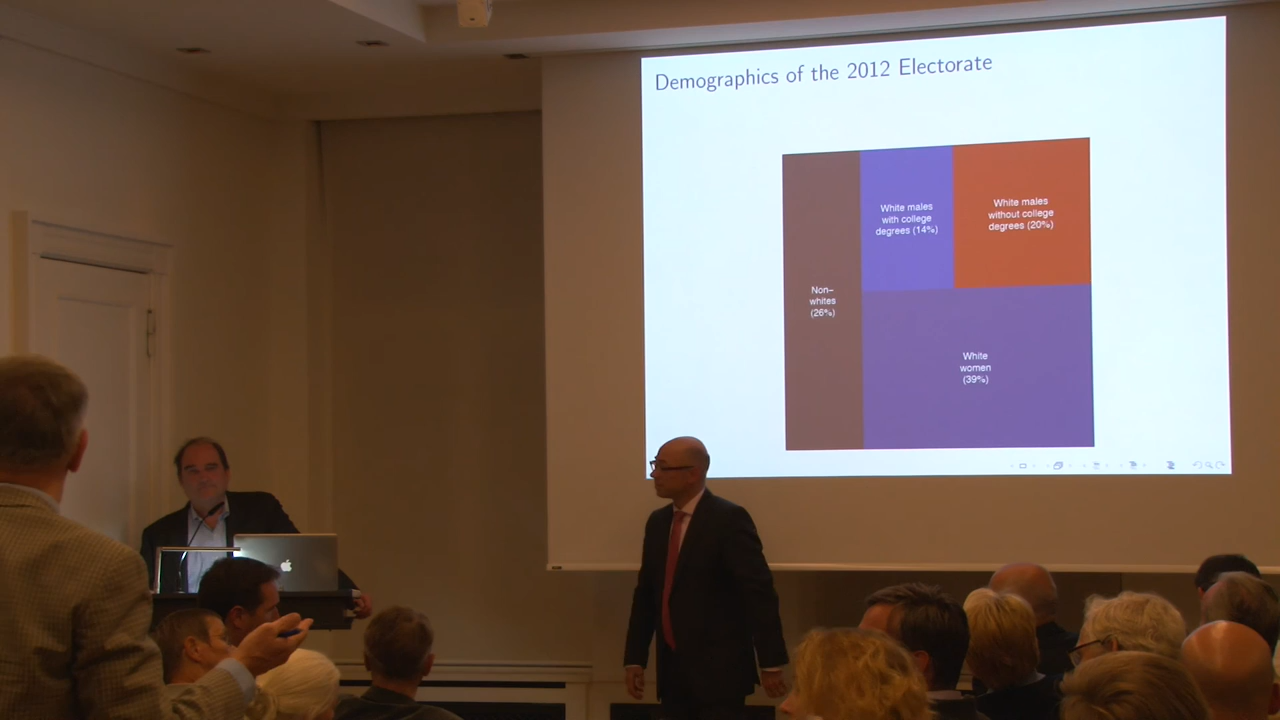 Demographics of the 2012 Electorate
White males
with college
degrees (14%)
White males
without college
degrees (20%)
Non–
whites
(26%)
White
women
(39%)